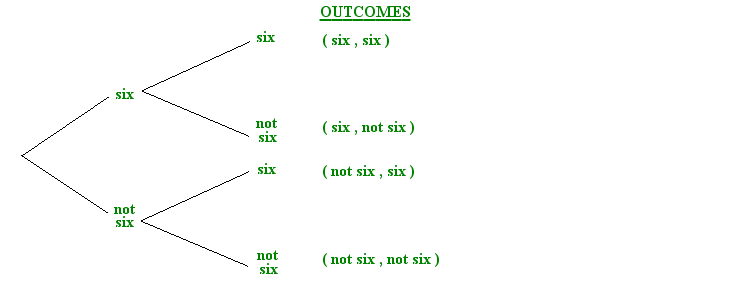 OUTCOMES
six ( six , six )
six
not
six ( six , not six )
six ( not six , six )
not
six
not
six ( not six , not six )